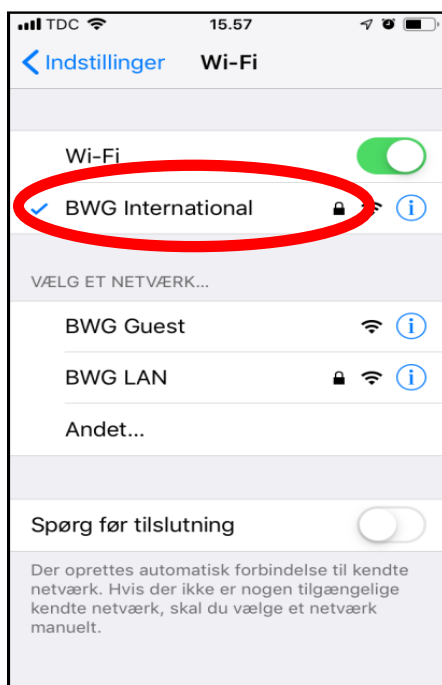 TDC 15.57
Indstillinger Wi-Fi
Wi-Fi
BWG International
VÆLG ET NETVÆRK...
BWG Guest
BWG LAN
Andet...
Spørg før tilslutning
Der oprettes automatisk forbindelse til kendte
netværk. Hvis der ikke er nogen tilgængelige
kendte netværk, skal du vælge et netværk
manuelt.